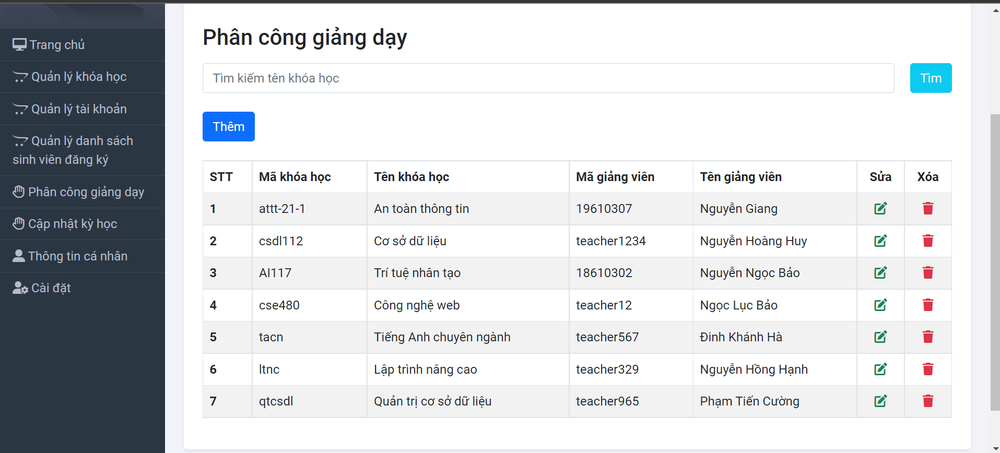 Trang chủ
Quản lý khóa học
Quản lý tài khoản
Quản lý danh sách
sinh viên đăng ký
Phân công giảng dạy
Cập nhật kỳ học
Thông tin cá nhân
Cài đặt
Phân công giảng dạy
Tìm kiếm tên khóa học
Tìm
Thêm
STT Mã khóa học Tên khóa học Mã giảng viên Tên giảng viên Sửa Xóa
1 attt-21-1 An toàn thông tin 19610307 Nguyễn Giang
2 csdl112 Cơ sở dữ liệu teacher1234 Nguyễn Hoàng Huy
3 AI117 Trí tuệ nhân tạo 18610302 Nguyễn Ngọc Bảo
4 cse480 Công nghệ web teacher12 Ngọc Lục Bảo
5 tacn Tiếng Anh chuyên ngành teacher567 Đinh Khánh Hà
6 ltnc Lập trình nâng cao teacher329 Nguyễn Hồng Hạnh
7 qtcsdl Quản trị cơ sở dữ liệu teacher965 Phạm Tiến Cường